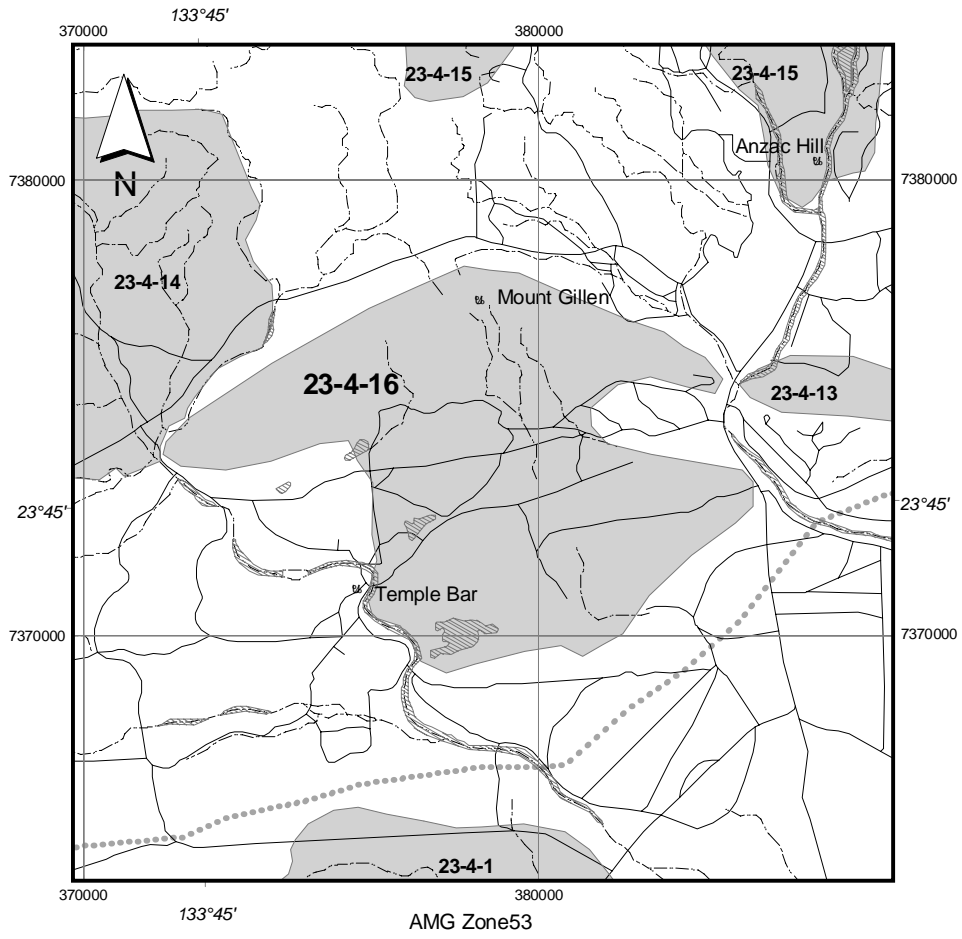 133°45'
370000 380000
23-4-15 23-4-15
Anzac Hill
7380000 N 7380000
23-4-14
Mount Gillen
23-4-16
23-4-13
23°45' 23°45'
Temple Bar
7370000 7370000
23-4-1
370000 380000
133°45'
AMG Zone53